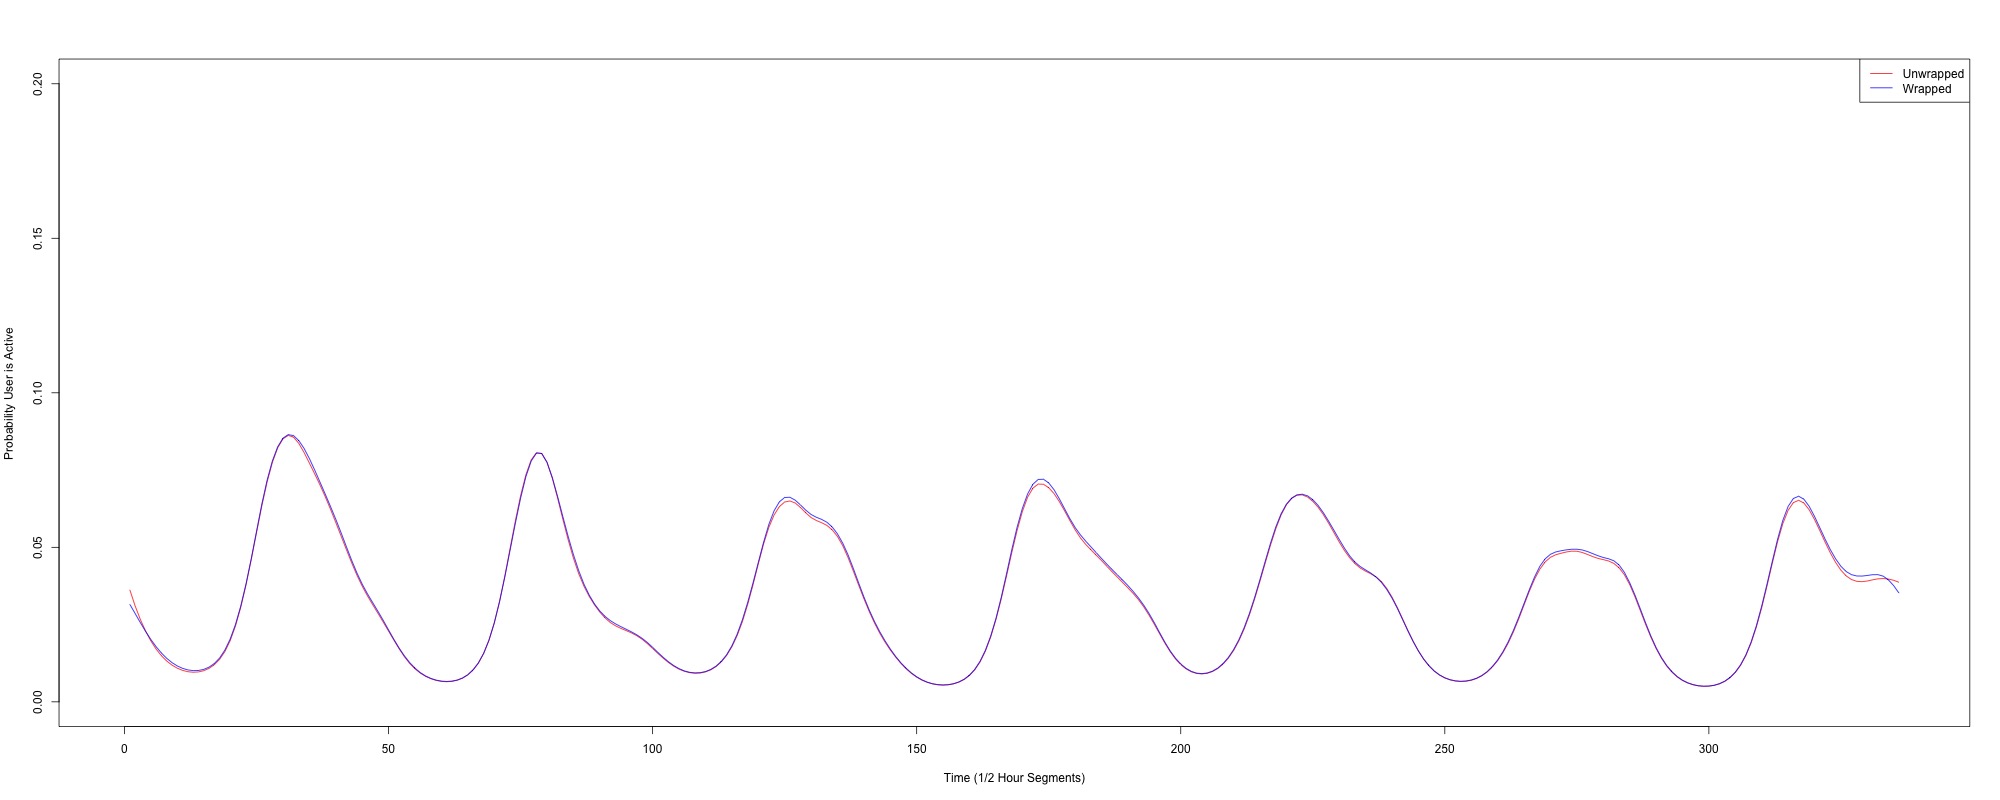 Unwrapped
Wrapped
0.20
0.15
0.10
0.05
0.00
Probability User is Active
0 50 100 150 200 250 300
Time (1/2 Hour Segments)